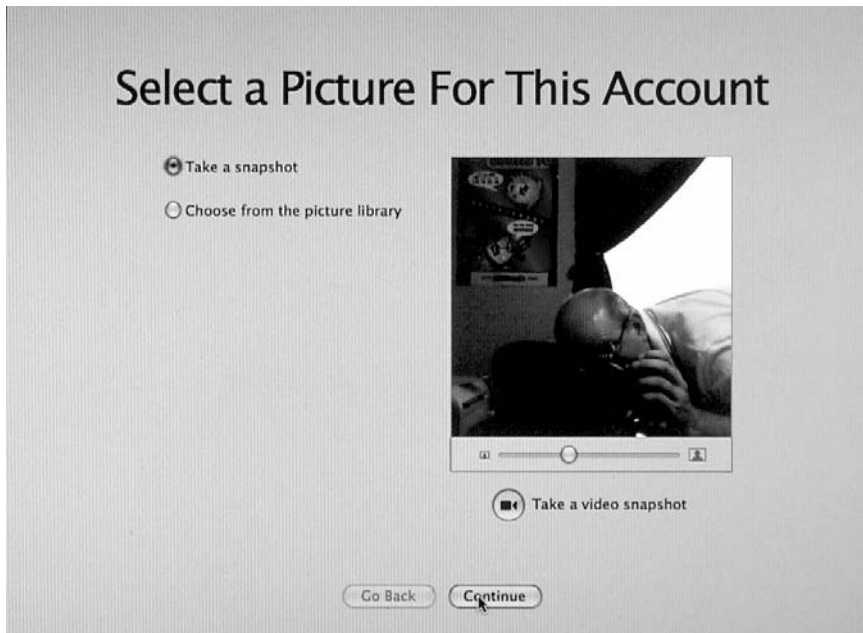 Select a Picture For This Account
Take a snapshot
Choose from the picture library
Take a video snapshot
Go Back
Continue